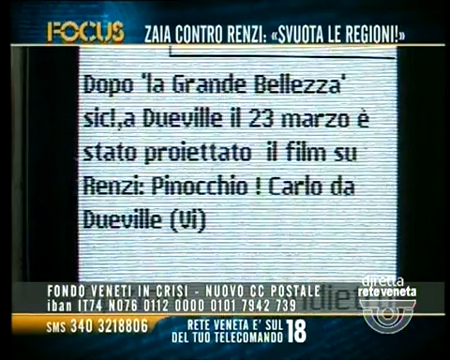 FOCUS
ZAIA CONTRO RENZI: «SVUOTA LE REGIONI!»
Dopo 'la Grande Bellezza'
sic!,a Dueville il 23 marzo è
stato proiettato il film su
Renzi: Pinocchio ! Carlo da
Dueville (Vi)
diretta
reteveneta
FONDO VENETI IN CRISI - NUOVO CC POSTALE
iban IT74 N076 0112 0000 0101 7942 739
SMS 340 3218806
RETE VENETA E' SUL
DEL TUO TELECOMANDO 18